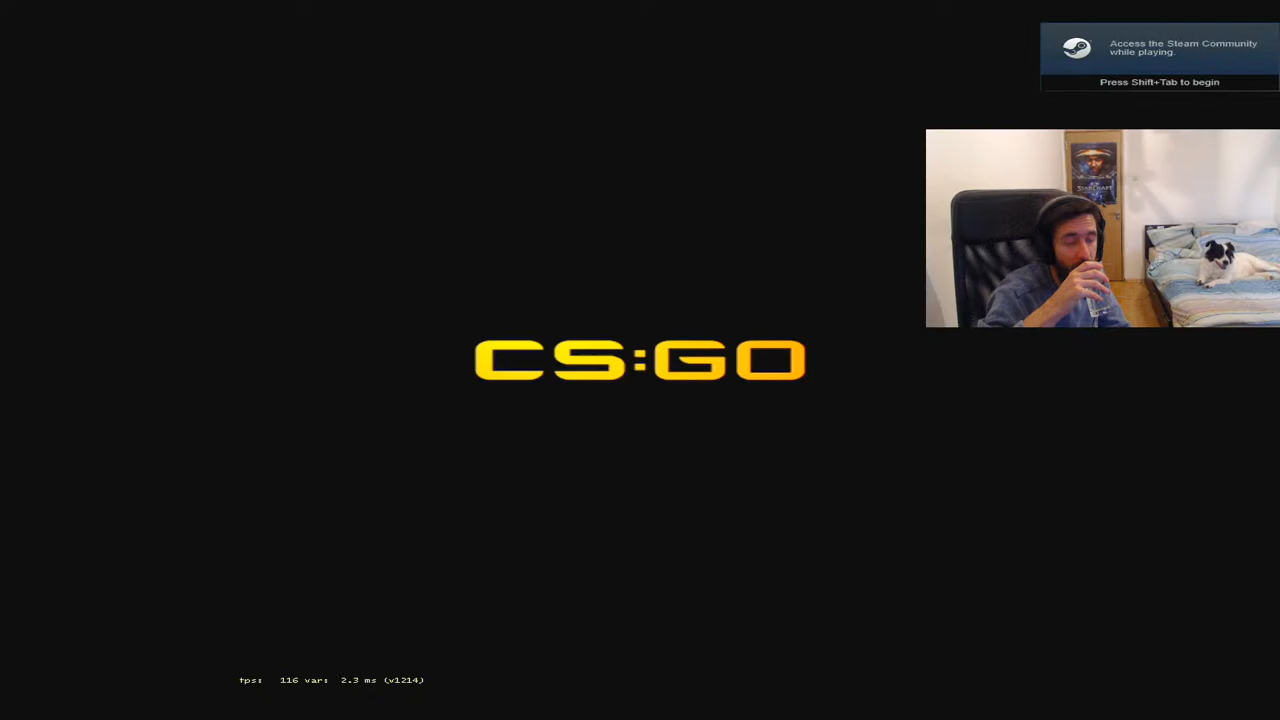 Access the Steam Community
while playing.
Press Shift+Tab to begin
STARCRAFT
CS:GO
fps: 116 var: 2.3 ms (v1214)